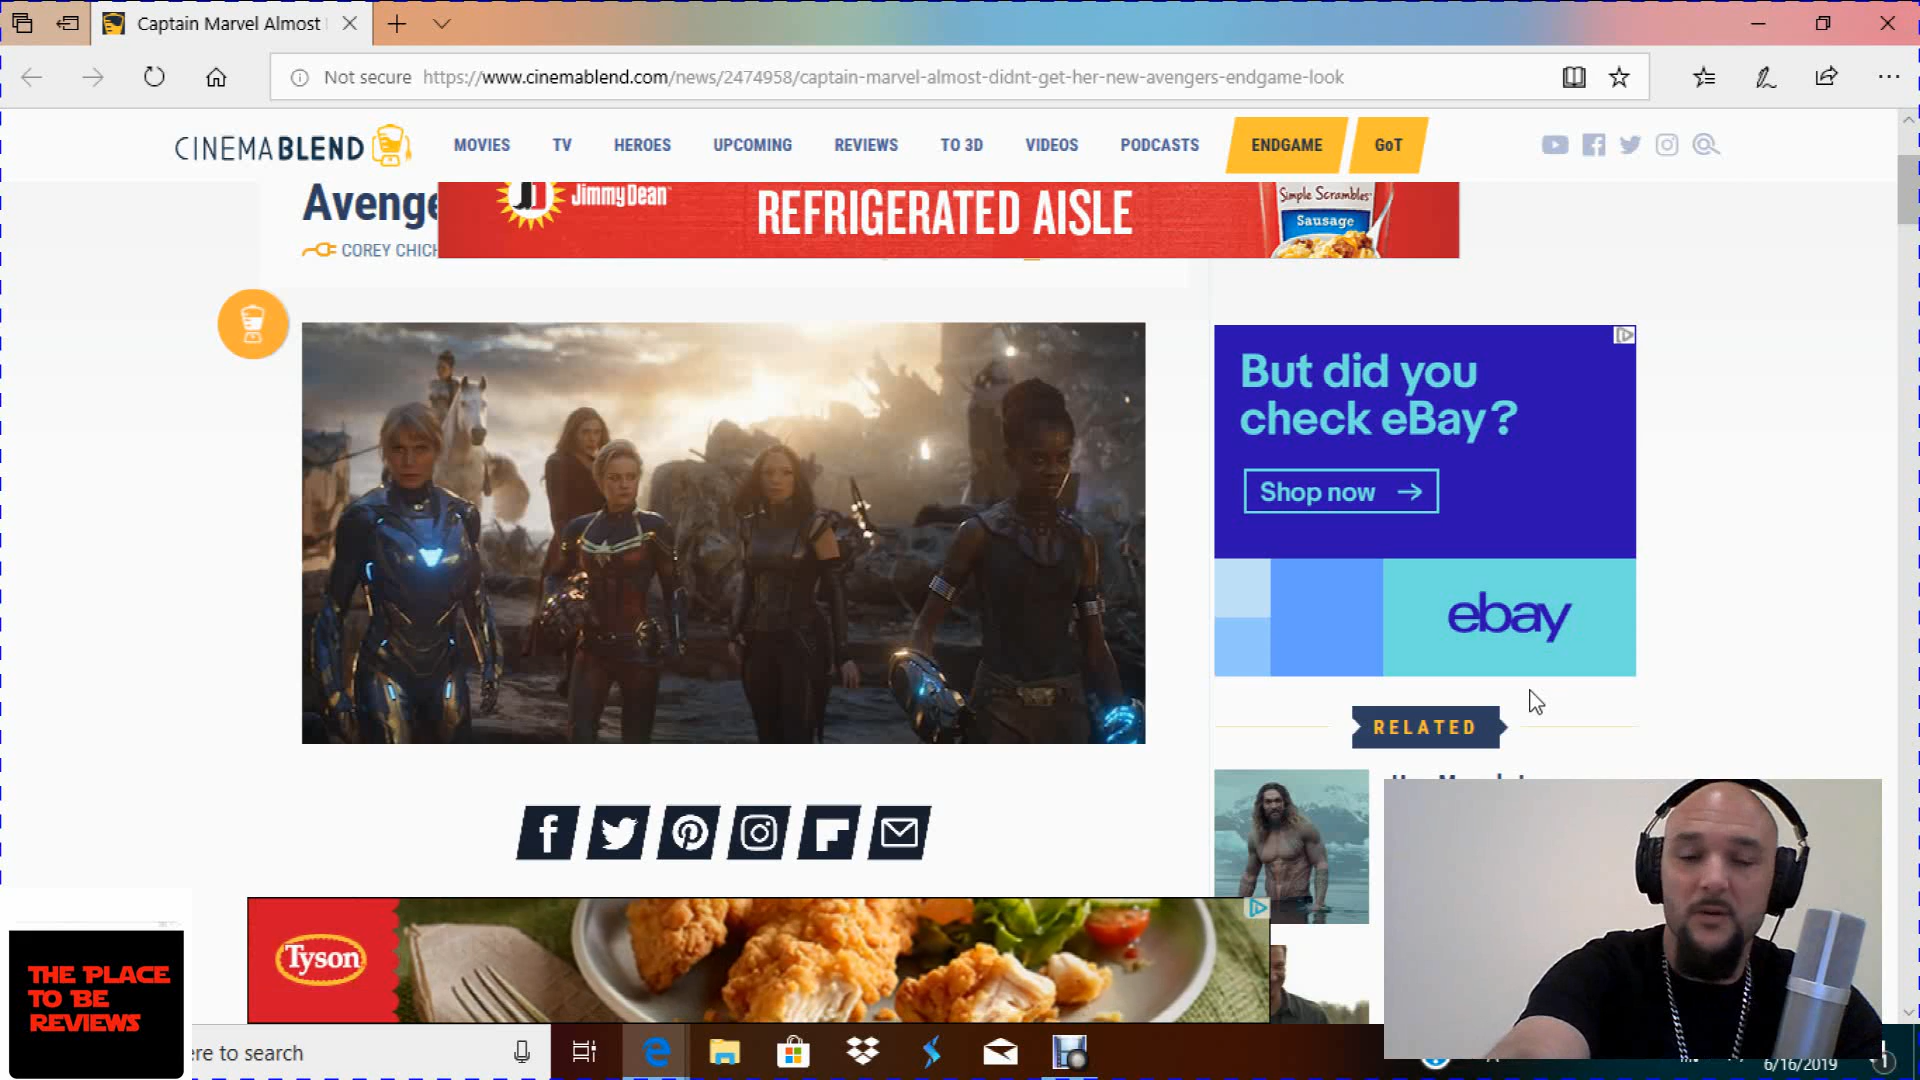 Captain Marvel Almost
Not secure https://www.cinemablend.com/news/2474958/captain-marvel-almost-didnt-get-her-new-avengers-endgame-look
CINEMABLEND
MOVIES TV HEROES UPCOMING REVIEWS TO 3D VIDEOS PODCASTS ENDGAME GoT
Avenge
COREY CHICH
Jimmy Dean
REFRIGERATED AISLE
Simple Scrambles
Sausage
But did you
check eBay?
Shop now
ebay
RELATED
Tyson
THE PLACE
TO BE
REVIEWS
ere to search
6/16/2019
1